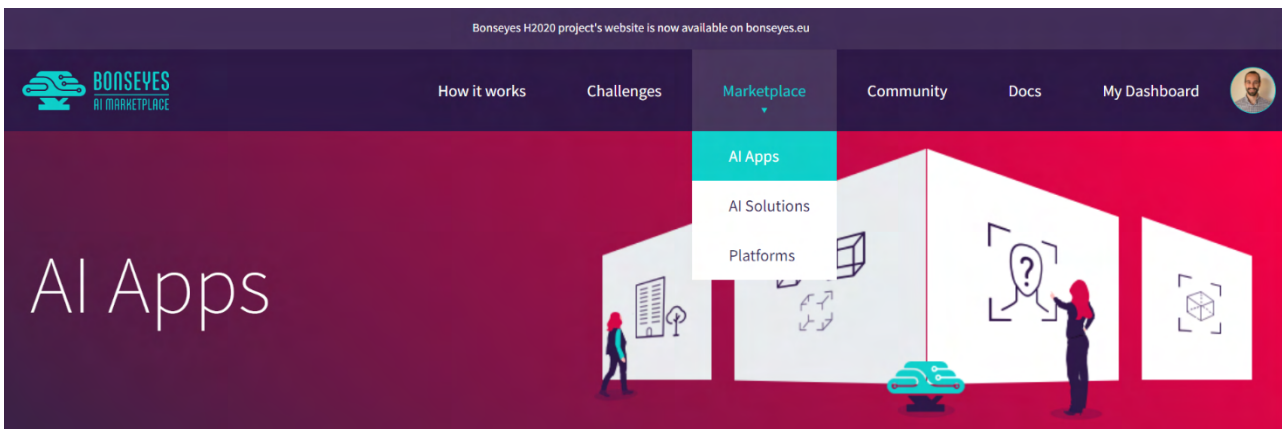 Bonseyes H2020 project's website is now available on bonseyes.eu
BONSEYES
AI MARKETPLACE
How it works Challenges Marketplace Community Docs My Dashboard
AI Apps
AI Solutions
Platforms
AI Apps
?